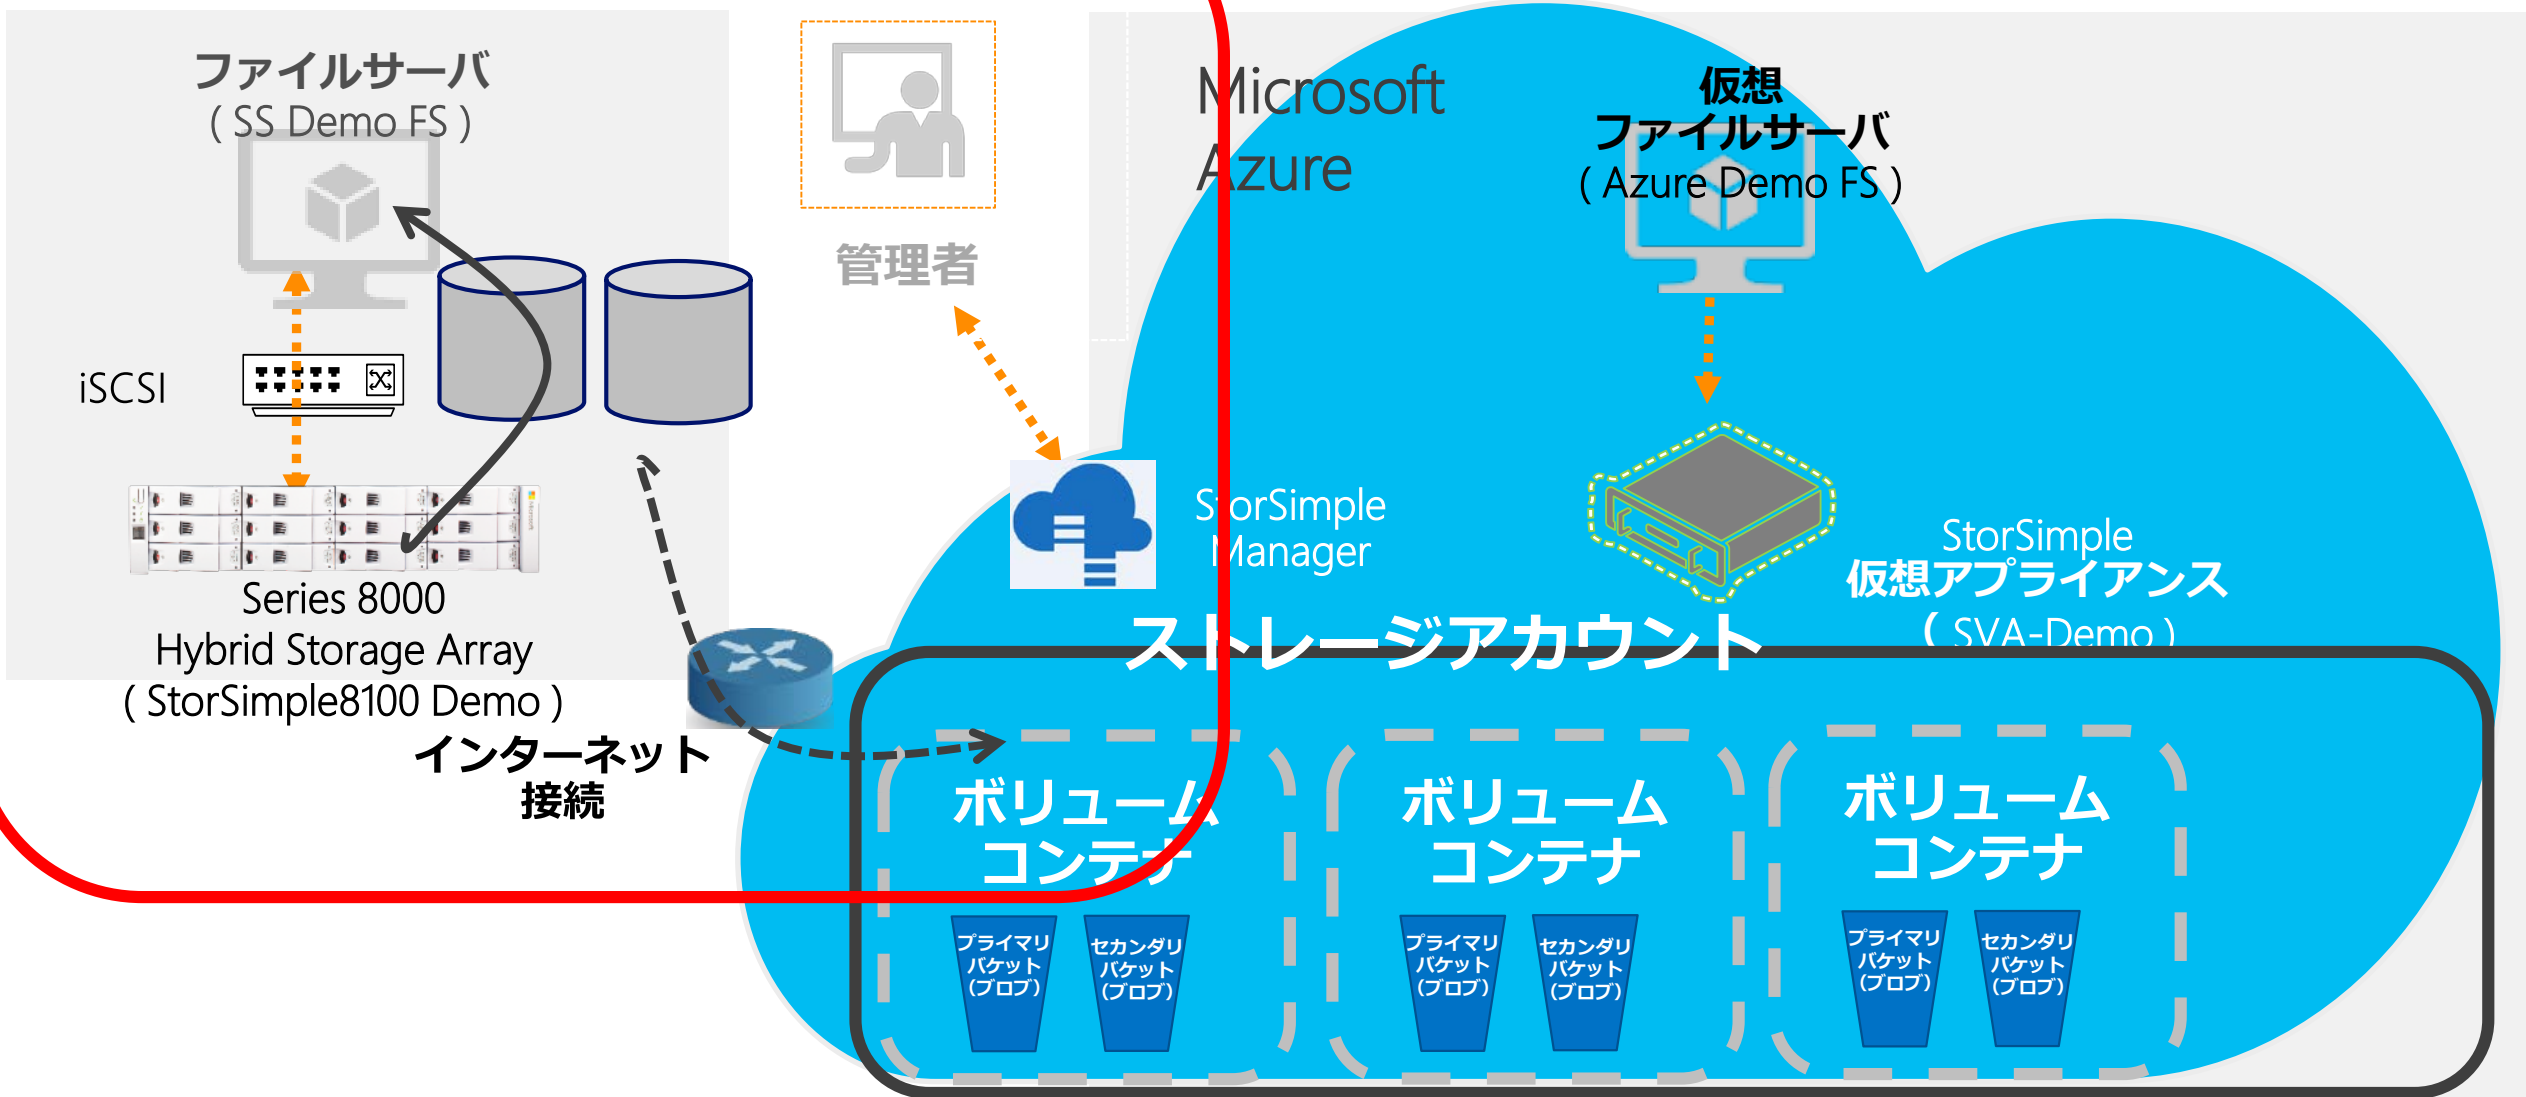 ファイルサーバ
( SS Demo FS )
iSCSI
Series 8000
Hybrid Storage Array
( StorSimple8100 Demo )
インターネット
接続
管理者
Microsoft
Azure
StorSimple
Manager
仮想
ファイルサーバ
( Azure Demo FS )
StorSimple
仮想アプライアンス
( SVA-Demo )
ストレージアカウント
ボリューム
コンテナ
プライマリ
バケット
(ブロブ)
セカンダリ
バケット
(ブロブ)
ボリューム
コンテナ
プライマリ
バケット
(ブロブ)
セカンダリ
バケット
(ブロブ)
ボリューム
コンテナ
プライマリ
バケット
(ブロブ)
セカンダリ
バケット
(ブロブ)